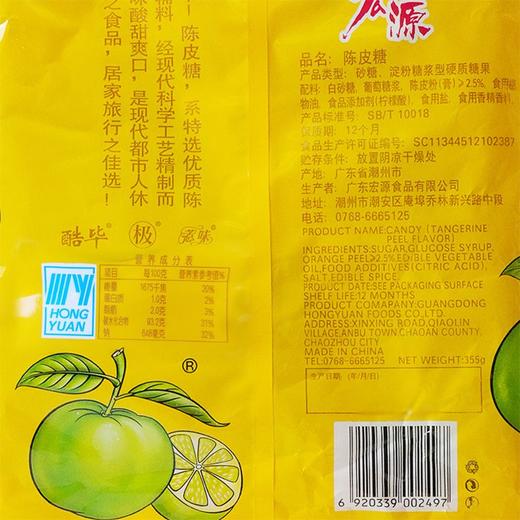 陈皮糖，系特选优质陈
辅料，经现代科学工艺精制而
味酸甜爽口，是现代都市人休
之食品，居家旅行之佳选！
酷毕
极
营养成分表
项目 每100克 营养素参考值%
能量 1675千焦 20%
蛋白质 1.0克 2%
脂肪 2.0克 3%
碳水化合物 93.2克 31%
钠 648毫克 32%
HONG
YUAN
®
宏源
品名：陈皮糖
产品类型：砂糖、淀粉糖浆型硬质糖果
配料：白砂糖，葡萄糖浆，陈皮粉(膏)≥2.5%，食用植
物油，食品添加剂(柠檬酸)，食用盐，食用香精香料
产品标准号：SB/T 10018
保质期：12个月
食品生产许可证编号：SC11344512102387
贮存条件：放置阴凉干燥处
产地：广东省潮州市
生产商：广东宏源食品有限公司
地址：潮州市潮安区庵埠乔林新兴路中段
电话：0768-6665125
PRODUCT NAME:CANDY (TANGERINE
PEEL FLAVOR)
INGREDIENTS:SUGAR,GLUCOSE SYRUP,
ORANGE PEEL≥2.5%,EDIBLE VEGETABLE
OIL,FOOD ADDITIVES(CITRIC ACID),
SALT,EDIBLE SPICE.
PRODUCT DATE:SEE PACKAGING SURFACE
SHELF LIFE:12 MONTHS
PRODUCT COMAPANY:GUANGDONG
HONGYUAN FOODS CO.LTD.
ADDRESS:XINXING ROAD,QIAOLIN
VILLAGE,ANBU TOWN,CHAOAN COUNTY,
CHAOZHOU CITY
MADE IN CHINA
TEL:0768-6665125 NET WEIGHT:355g
生产日期：(年/月/日)
6 920339 002497